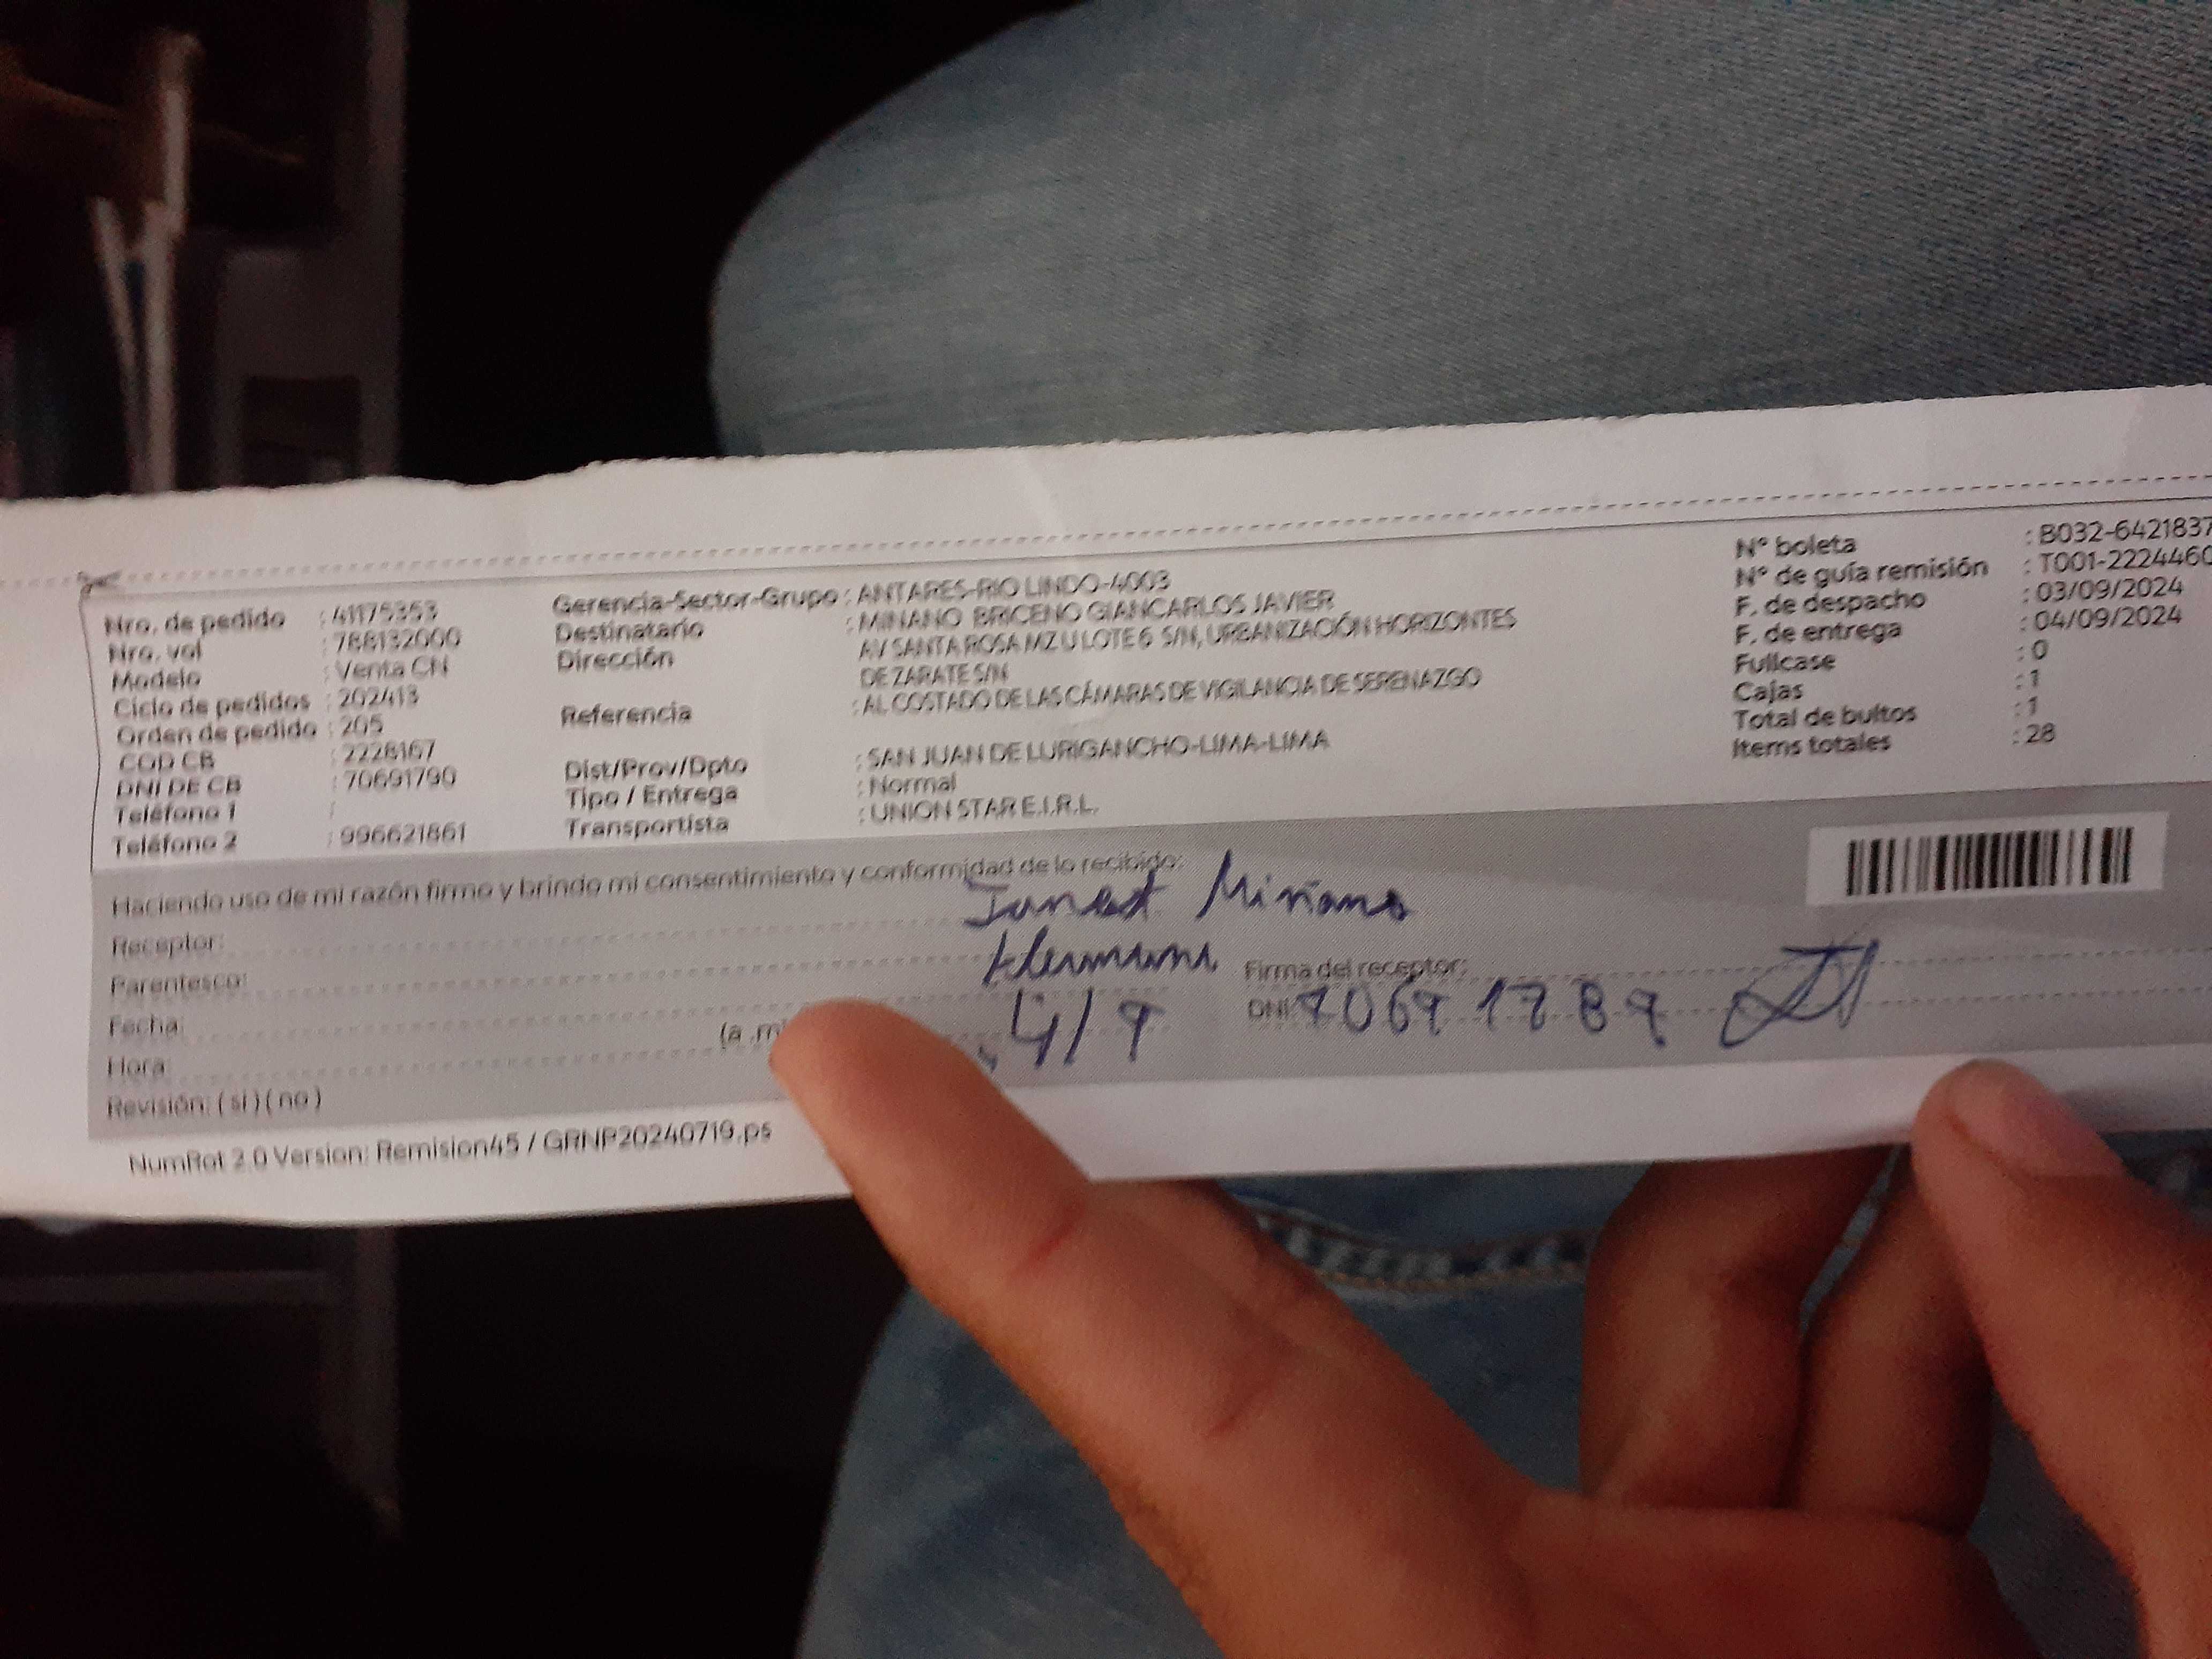 Nro. de pedido : 41175353
Nro. vol : 788132000
Modelo : Venta CN
Ciclo de pedidos : 202413
Orden de pedido : 205
COD CB : 2228167
DNI DE CB : 70691790
Teléfono 1 :
Teléfono 2 : 996621861
Gerencia-Sector-Grupo : ANTARES-RIO LINDO-4003
Destinatario : MINANO BRICENO GIANCARLOS JAVIER
Dirección AV SANTA ROSA MZ U LOTE 6 S/N, URBANIZACIÓN HORIZONTES
DE ZARATE S/N
Referencia : AL COSTADO DE LAS CÁMARAS DE VIGILANCIA DE SERENAZGO
Dist/Prov/Dpto : SAN JUAN DE LURIGANCHO-LIMA-LIMA
Tipo / Entrega : Normal
Transportista : UNION STAR E.I.R.L.
N° boleta : B032-6421837
N° de guía remisión : T001-2224460
F. de despacho : 03/09/2024
F. de entrega : 04/09/2024
Fullcase : 0
Cajas : 1
Total de bultos : 1
Items totales : 28
Haciendo uso de mi razón firmo y brindo mi consentimiento y conformidad de lo recibido:
Receptor: Miñano
Parentesco: Hermana
Firma del receptor:
Fecha: 4/9
DNI: 70691789
Hora: (a .m
Revisión: ( si ) ( no )
NumRot 2.0 Version: Remision45 / GRNP20240719.ps